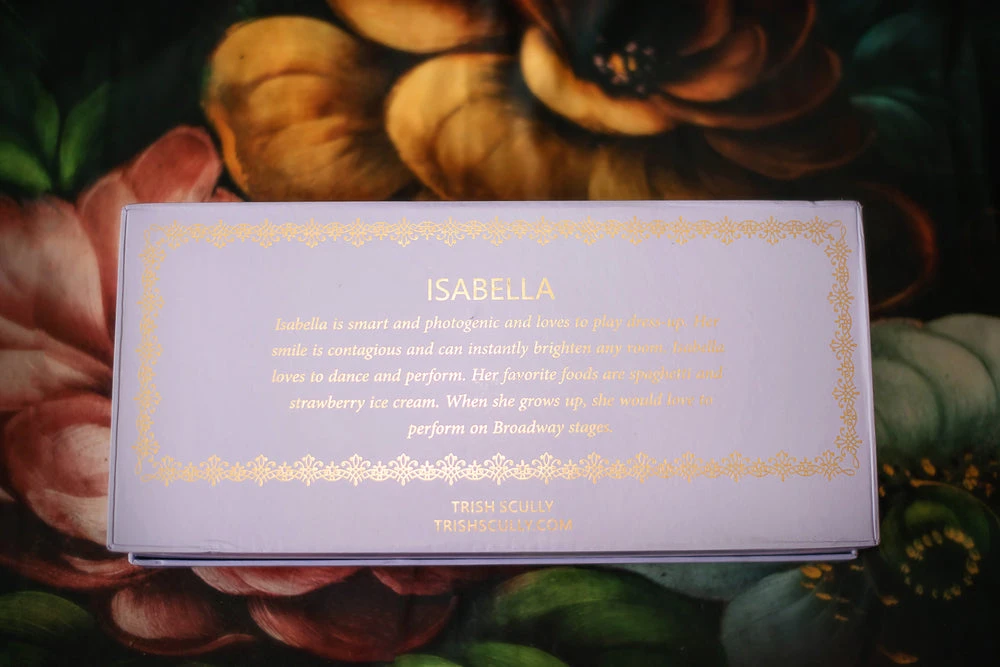 ISABELLA
Isabella is smart and photogenic and loves to play dress up. Her
smile is contagious and can instantly brighten any room. Isabella
loves to dance and perform. Her favorite foods are spaghetti and
strawberry ice cream. When she grows up, she would love to
perform on Broadway stages.
TRISH SCULLY
TRISHSCULLY.COM